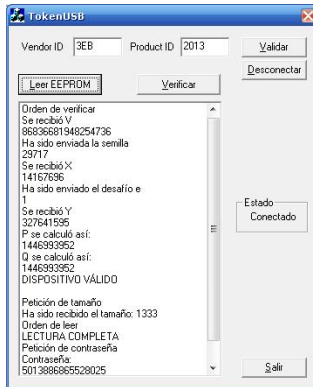 TokenUSB
Vendor ID 3EB Product ID 2013 Validar
Desconectar
Leer EEPROM Verificar
Orden de verificar
Se recibió V
86836681948254736
Ha sido enviada la semilla
29717
Se recibió X
14167696
Ha sido enviado el desafío e
1
Se recibió Y
327641595
P se calculó así:
1446993952
Q se calculó así:
1446993952
DISPOSITIVO VÁLIDO
Petición de tamaño
Ha sido recibido el tamaño: 1333
Orden de leer
LECTURA COMPLETA
Petición de contraseña
Contraseña:
5013886865528025
Estado
Conectado
Salir